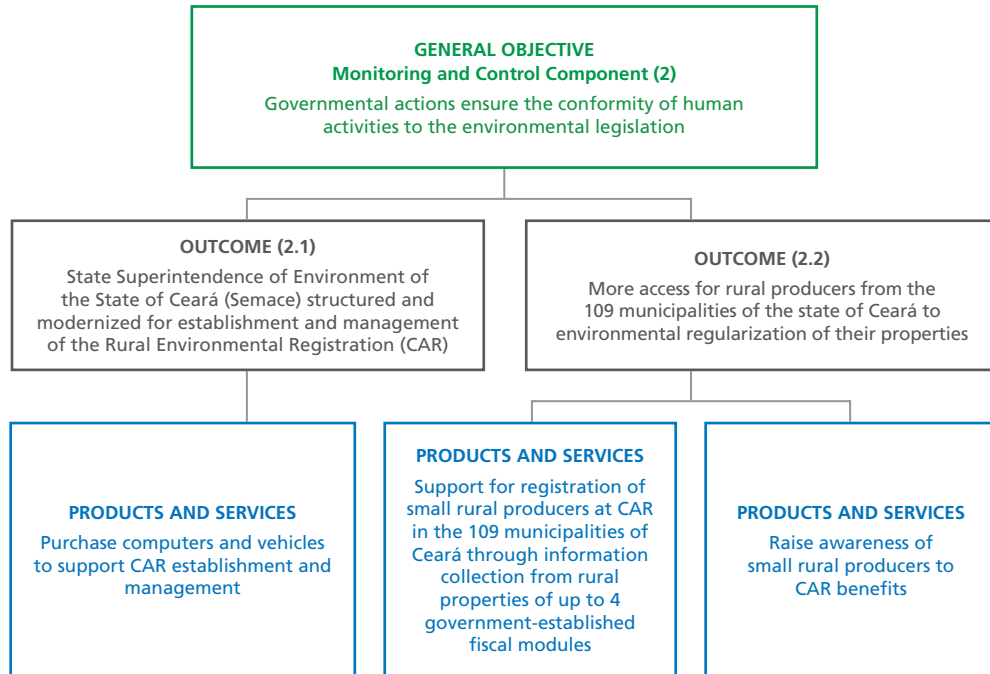 GENERAL OBJECTIVE
Monitoring and Control Component (2)
Governmental actions ensure the conformity of human
activities to the environmental legislation
OUTCOME (2.1)
State Superintendence of Environment of
the State of Ceará (Semace) structured and
modernized for establishment and management
of the Rural Environmental Registration (CAR)
OUTCOME (2.2)
More access for rural producers from the
109 municipalities of the state of Ceará to
environmental regularization of their properties
PRODUCTS AND SERVICES
Purchase computers and vehicles
to support CAR establishment and
management
PRODUCTS AND SERVICES
Support for registration of
small rural producers at CAR
in the 109 municipalities of
Ceará through information
collection from rural
properties of up to 4
government-established
fiscal modules
PRODUCTS AND SERVICES
Raise awareness of
small rural producers to
CAR benefits